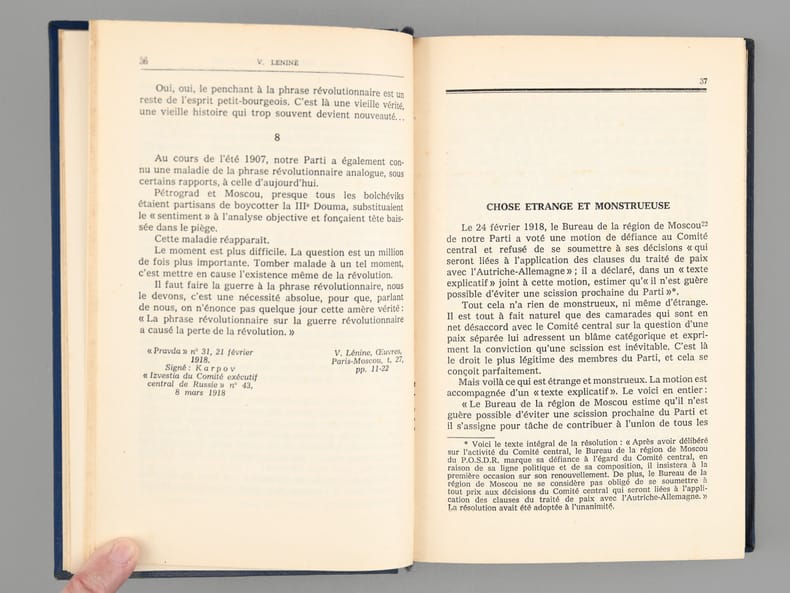 36
V. LENINE
Oui, oui, le penchant à la phrase révolutionnaire est un
reste de l'esprit petit-bourgeois. C'est là une vieille vérité,
une vieille histoire qui trop souvent devient nouveauté...
8
Au cours de l'été 1907, notre Parti a également con-
nu une maladie de la phrase révolutionnaire analogue, sous
certains rapports, à celle d'aujourd'hui.
Pétrograd et Moscou, presque tous les bolchéviks
étaient partisans de boycotter la IIIᵉ Douma, substituaient
le « sentiment » à l'analyse objective et fonçaient tête bais-
sée dans le piège.
Cette maladie réapparaît.
Le moment est plus difficile. La question est un million
de fois plus importante. Tomber malade à un tel moment,
c'est mettre en cause l'existence même de la révolution.
Il faut faire la guerre à la phrase révolutionnaire, nous
le devons, c'est une nécessité absolue, pour que, parlant
de nous, on n'énonce pas quelque jour cette amère vérité :
« La phrase révolutionnaire sur la guerre révolutionnaire
a causé la perte de la révolution. »
« Pravda » n° 31, 21 février
1918.
Signé : Karpov
« Izvestia du Comité exécutif
central de Russie » n° 43,
8 mars 1918
V. Lénine, Œuvres,
Paris-Moscou, t. 27,
pp. 11-22
37
CHOSE ETRANGE ET MONSTRUEUSE
Le 24 février 1918, le Bureau de la région de Moscou²²
de notre Parti a voté une motion de défiance au Comité
central et refusé de se soumettre à ses décisions « qui
seront liées à l'application des clauses du traité de paix
avec l'Autriche-Allemagne » ; il a déclaré, dans un « texte
explicatif » joint à cette motion, estimer qu'« il n'est guère
possible d'éviter une scission prochaine du Parti »*.
Tout cela n'a rien de monstrueux, ni même d'étrange.
Il est tout à fait naturel que des camarades qui sont en
net désaccord avec le Comité central sur la question d'une
paix séparée lui adressent un blâme catégorique et expri-
ment la conviction qu'une scission est inévitable. C'est là
le droit le plus légitime des membres du Parti, et cela se
conçoit parfaitement.
Mais voilà ce qui est étrange et monstrueux. La motion est
accompagnée d'un « texte explicatif ». Le voici en entier :
« Le Bureau de la région de Moscou estime qu'il n'est
guère possible d'éviter une scission prochaine du Parti et
il s'assigne pour tâche de contribuer à l'union de tous les
* Voici le texte intégral de la résolution : « Après avoir délibéré
sur l'activité du Comité central, le Bureau de la région de Moscou
du P.O.S.D.R. marque sa défiance à l'égard du Comité central, en
raison de sa ligne politique et de sa composition, il insistera à la
première occasion sur son renouvellement. De plus, le Bureau de la
région de Moscou ne se considère pas obligé de se soumettre à
tout prix aux décisions du Comité central qui seront liées à l'appli-
cation des clauses du traité de paix avec l'Autriche-Allemagne. »
La résolution avait été adoptée à l'unanimité.